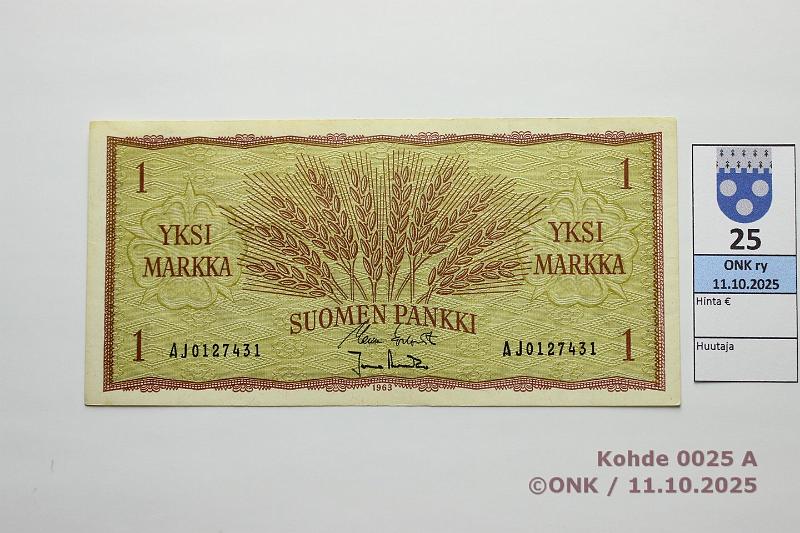 1 1
YKSI MARKKA
YKSI MARKKA
SUOMEN PANKKI
1 1
AJ0127431 AJ0127431
1963
25
ONK ry
11.10.2025
Hinta €
Huutaja
Kohde 0025 A
©ONK / 11.10.2025